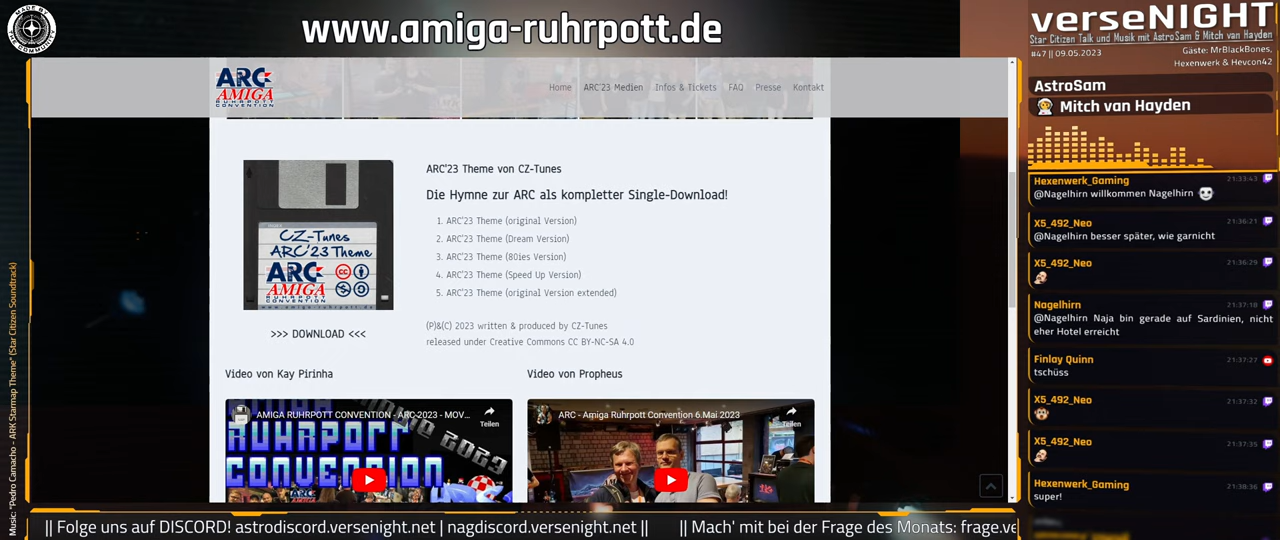 MADE BY THE COMMUNITY
www.amiga-ruhrpott.de
verseNIGHT
Star Citizen Talk und Musik mit AstroSam & Mitch van Hayden
#47 || 09.05.2023
Gäste: MrBlackBones,
Hexenwerk & Hevcon42
ARC
AMIGA
RUHRPOTT
CONVENTION
Home
ARC'23 Medien
Infos & Tickets
FAQ
Presse
Kontakt
AstroSam
Mitch van Hayden
CZ-Tunes
ARC'23 Theme
ARC
AMIGA
RUHRPOTT
CONVENTION
www.amiga-ruhrpott.de
>>> DOWNLOAD <<<
ARC'23 Theme von CZ-Tunes
Die Hymne zur ARC als kompletter Single-Download!
1. ARC'23 Theme (original Version)
2. ARC'23 Theme (Dream Version)
3. ARC'23 Theme (80ies Version)
4. ARC'23 Theme (Speed Up Version)
5. ARC'23 Theme (original Version extended)
(P)&(C) 2023 written & produced by CZ-Tunes
released under Creative Commons CC BY-NC-SA 4.0
Video von Kay Pirinha
Video von Propheus
AMIGA RUHRPOTT CONVENTION - ARC-2023 - MOV...
Teilen
RUHRPOTT
CONVENTION
2023
ARC - Amiga Ruhrpott Convention 6.Mai 2023
Teilen
Hexenwerk_Gaming 21:33:43
@Nagelhirn willkommen Nagelhirn
X5_492_Neo 21:36:21
@Nagelhirn besser später, wie garnicht
X5_492_Neo 21:36:29
Nagelhirn 21:37:18
@Nagelhirn Naja bin gerade auf Sardinien, nicht
eher Hotel erreicht
Finlay Quinn 21:37:27
tschüss
X5_492_Neo 21:37:32
X5_492_Neo 21:37:35
Hexenwerk_Gaming 21:38:36
super!
Music: "Pedro Camacho - ARK Starmap Theme" (Star Citizen Soundtrack)
|| Folge uns auf DISCORD! astrodiscord.versenight.net | nagdiscord.versenight.net || || Mach' mit bei der Frage des Monats: frage.ve